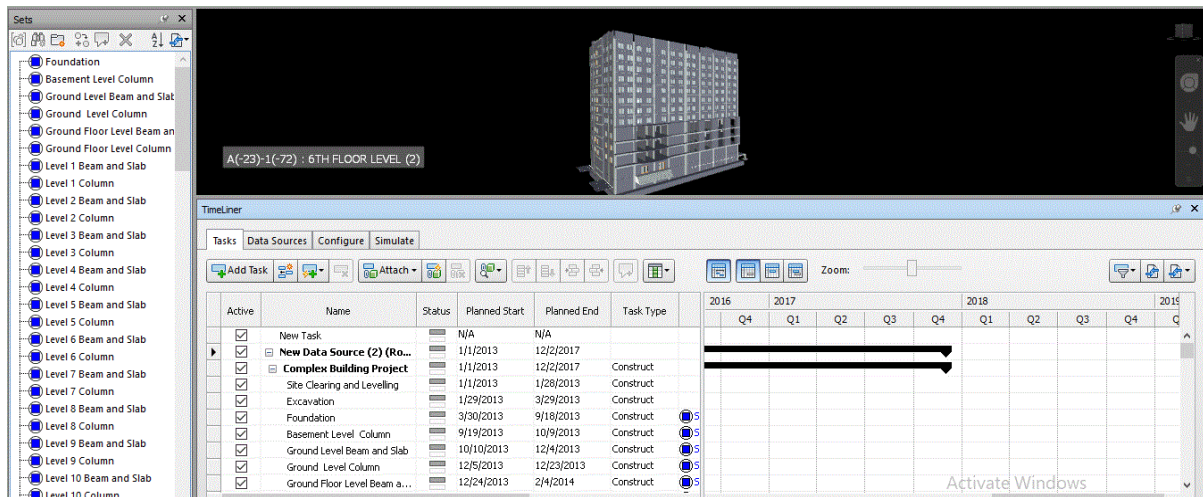 Sets
Foundation
Basement Level Column
Ground Level Beam and Slab
Ground Level Column
Ground Floor Level Beam an
Ground Floor Level Column
Level 1 Beam and Slab
Level 1 Column
Level 2 Beam and Slab
Level 2 Column
Level 3 Beam and Slab
Level 3 Column
Level 4 Beam and Slab
Level 4 Column
Level 5 Beam and Slab
Level 5 Column
Level 6 Beam and Slab
Level 6 Column
Level 7 Beam and Slab
Level 7 Column
Level 8 Beam and Slab
Level 8 Column
Level 9 Beam and Slab
Level 9 Column
Level 10 Beam and Slab
Level 10 Column
A(-23)-1(-72) : 6TH FLOOR LEVEL (2)
TimeLiner
Tasks Data Sources Configure Simulate
Add Task Attach Zoom:
Active Name Status Planned Start Planned End Task Type
2016 2017 2018 2019
Q4 Q1 Q2 Q3 Q4 Q1 Q2 Q3 Q4 Q
New Task N/A N/A
New Data Source (2) (Ro... 1/1/2013 12/2/2017
Complex Building Project 1/1/2013 12/2/2017 Construct
Site Clearing and Levelling 1/1/2013 1/28/2013 Construct
Excavation 1/29/2013 3/29/2013 Construct
Foundation 3/30/2013 9/18/2013 Construct S
Basement Level Column 9/19/2013 10/9/2013 Construct S
Ground Level Beam and Slab 10/10/2013 12/4/2013 Construct S
Ground Level Column 12/5/2013 12/23/2013 Construct S
Ground Floor Level Beam a... 12/24/2013 2/4/2014 Construct S
Activate Windows